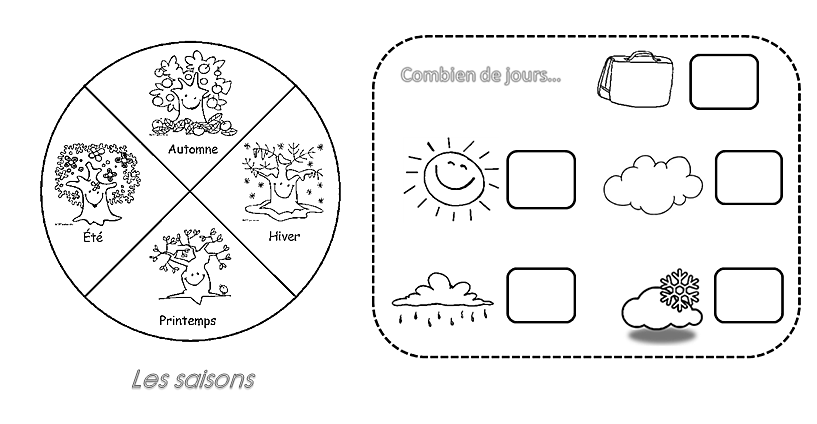 Automne
Été
Hiver
Printemps
Les saisons
Combien de jours...